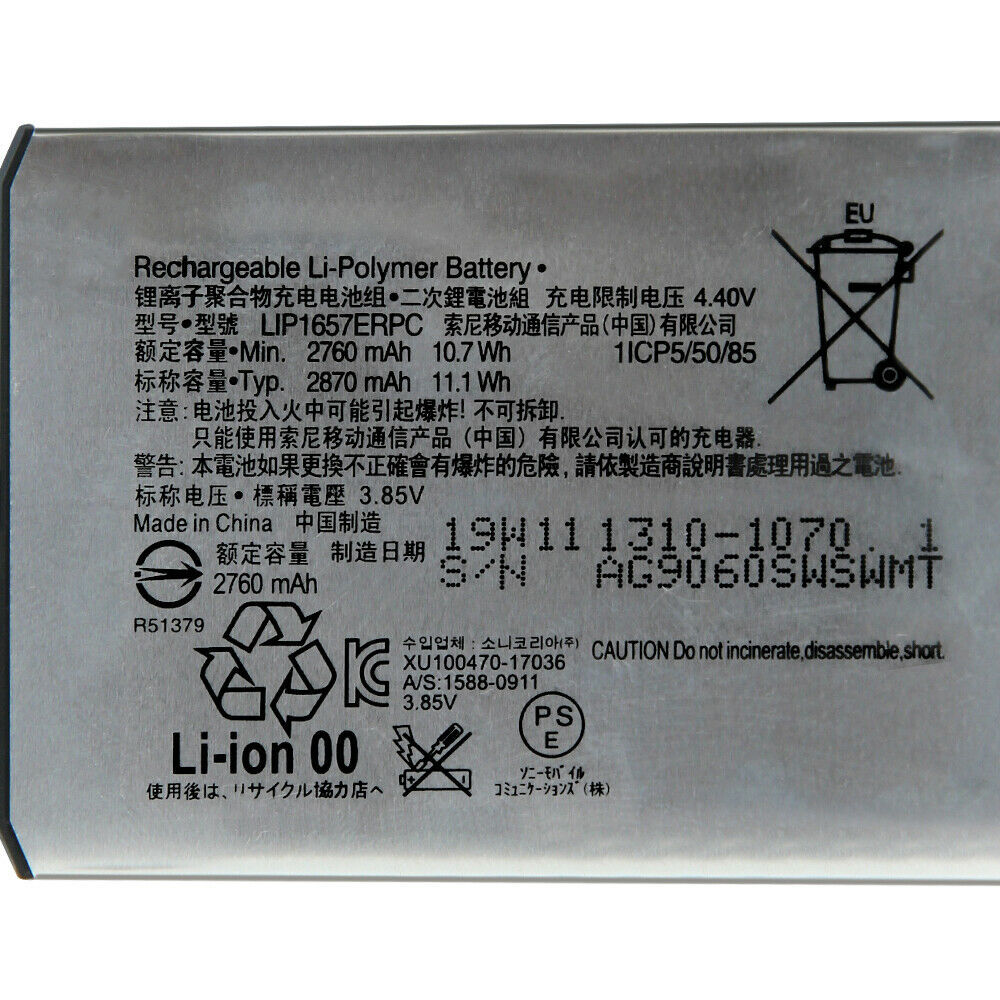 EU
Rechargeable Li-Polymer Battery •
锂离子聚合物充电电池组•二次鋰電池組 充电限制电压 4.40V
型号•型號 LIP1657ERPC 索尼移动通信产品(中国)有限公司
额定容量•Min. 2760 mAh 10.7 Wh 1ICP5/50/85
标称容量•Typ. 2870 mAh 11.1 Wh
注意: 电池投入火中可能引起爆炸! 不可拆卸.
只能使用索尼移动通信产品 (中国) 有限公司认可的充电器.
警告: 本電池如果更換不正確會有爆炸的危險, 請依製造商說明書處理用過之電池.
标称电压 • 標稱電壓 3.85V
Made in China 中国制造
额定容量 制造日期 19W11 1310-1070. 1
2760 mAh S/N AG9060SWSWMT
R51379
수입업체 : 소니코리아(주)
XU100470-17036
A/S:1588-0911
3.85V
CAUTION Do not incinerate,disassemble,short.
PS
E
Li-ion 00
使用後は、リサイクル協力店へ
ソニーモバイル
コミュニケーションズ(株)